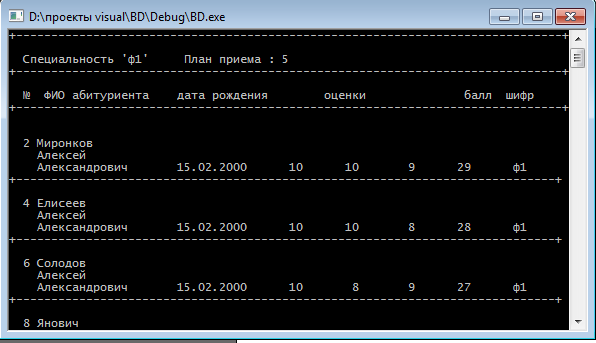 D:\проекты visual\BD\Debug\BD.exe
+------------------------------------------------------------------------------+
Специальность 'ф1' План приема : 5
+------------------------------------------------------------------------------+
№ ФИО абитуриента дата рождения оценки балл шифр
+------------------------------------------------------------------------------+
2 Миронков
Алексей
Александрович 15.02.2000 10 10 9 29 ф1
+-----------------------------------------------------------------------------+
4 Елисеев
Алексей
Александрович 15.02.2000 10 10 8 28 ф1
+-----------------------------------------------------------------------------+
6 Солодов
Алексей
Александрович 15.02.2000 10 8 9 27 ф1
+-----------------------------------------------------------------------------+
8 Янович